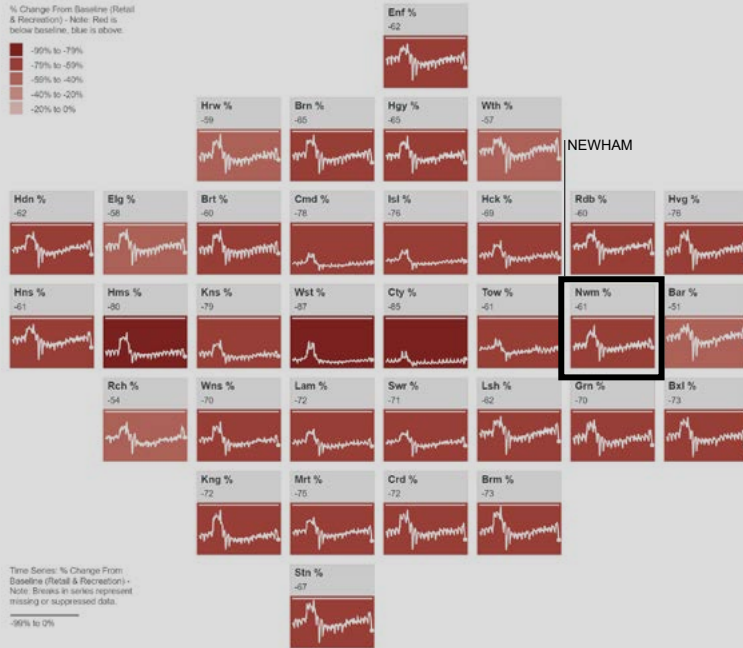 % Change From Baseline (Retail
& Recreation) - Note: Red is
below baseline, blue is above.
-99% to -79%
-79% to -59%
-59% to -40%
-40% to -20%
-20% to 0%
Enf %
-62
Hrw %
-59
Brn %
-65
Hgy %
-65
Wth %
-57
NEWHAM
Hdn %
-62
Elg %
-58
Brt %
-60
Cmd %
-78
Isl %
-76
Hck %
-69
Rdb %
-60
Hvg %
-76
Hns %
-61
Hms %
-80
Kns %
-79
Wst %
-87
Cty %
-85
Tow %
-61
Nwm %
-61
Bar %
-51
Rch %
-54
Wns %
-70
Lam %
-72
Swr %
-71
Lsh %
-62
Grn %
-70
Bxl %
-73
Kng %
-72
Mrt %
-75
Crd %
-72
Brm %
-73
Stn %
-67
Time Series: % Change From
Baseline (Retail & Recreation) -
Note: Breaks in series represent
missing or suppressed data.
-99% to 0%